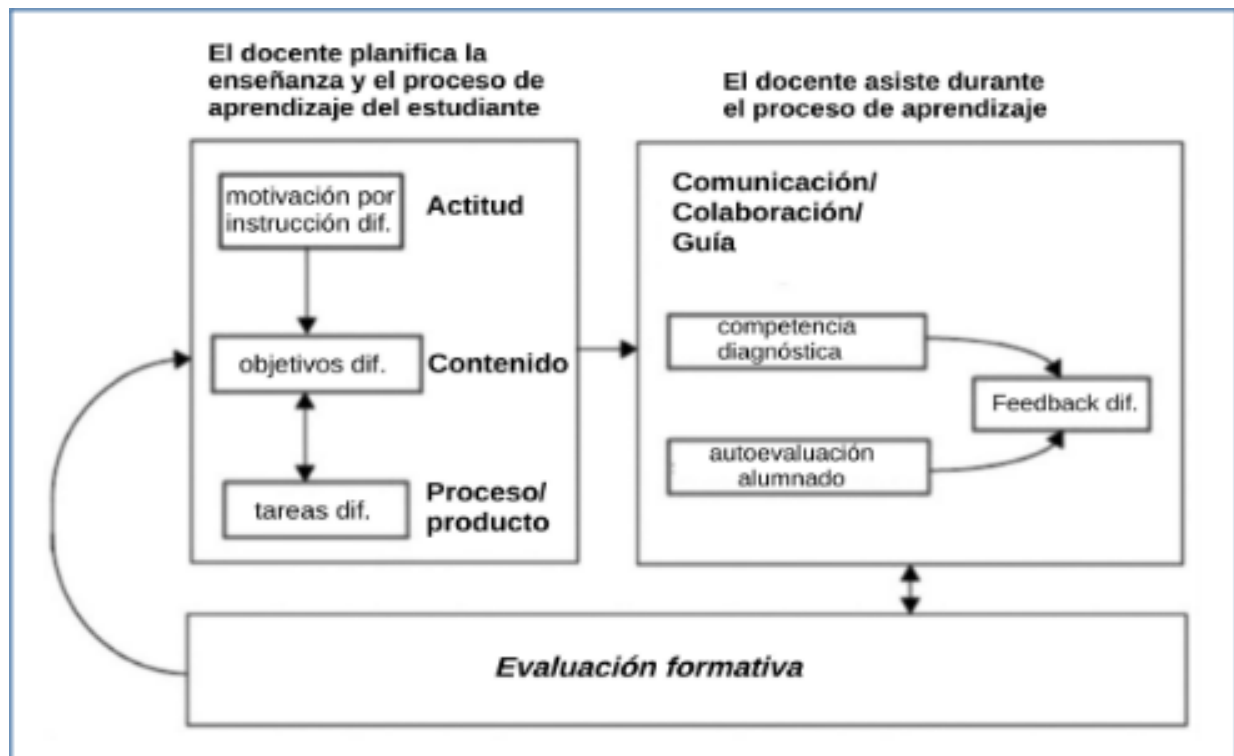 El docente planifica la
enseñanza y el proceso de
aprendizaje del estudiante
motivación por
instrucción dif.
Actitud
objetivos dif.
Contenido
tareas dif.
Proceso/
producto
El docente asiste durante
el proceso de aprendizaje
Comunicación/
Colaboración/
Guía
competencia
diagnóstica
Feedback dif.
autoevaluación
alumnado
Evaluación formativa